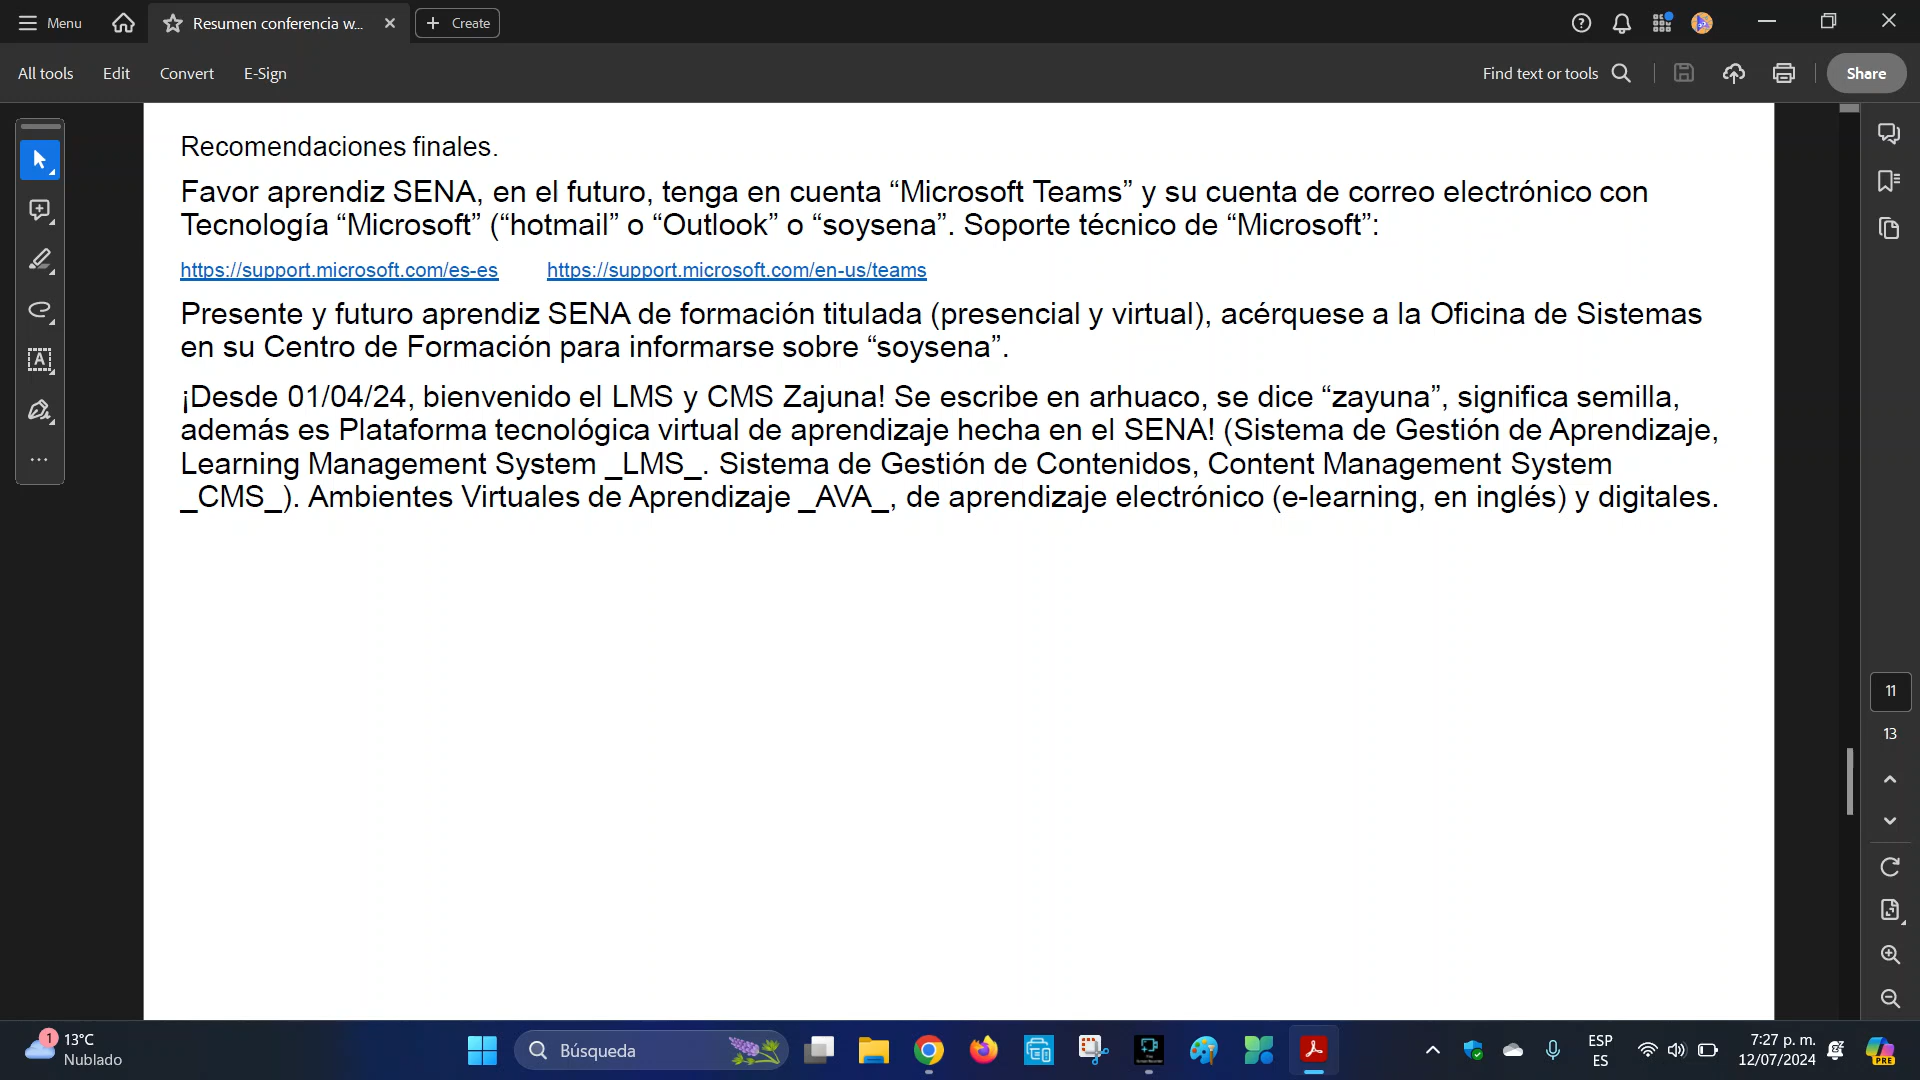 Menu
Resumen conferencia w...
Create
All tools
Edit
Convert
E-Sign
Find text or tools
Share
Recomendaciones finales.
Favor aprendiz SENA, en el futuro, tenga en cuenta “Microsoft Teams” y su cuenta de correo electrónico con
Tecnología “Microsoft” (“hotmail” o “Outlook” o “soysena”. Soporte técnico de “Microsoft”:
https://support.microsoft.com/es-es https://support.microsoft.com/en-us/teams
Presente y futuro aprendiz SENA de formación titulada (presencial y virtual), acérquese a la Oficina de Sistemas
en su Centro de Formación para informarse sobre “soysena”.
¡Desde 01/04/24, bienvenido el LMS y CMS Zajuna! Se escribe en arhuaco, se dice “zayuna”, significa semilla,
además es Plataforma tecnológica virtual de aprendizaje hecha en el SENA! (Sistema de Gestión de Aprendizaje,
Learning Management System _LMS_. Sistema de Gestión de Contenidos, Content Management System
_CMS_). Ambientes Virtuales de Aprendizaje _AVA_, de aprendizaje electrónico (e-learning, en inglés) y digitales.
11
13
1
13°C
Nublado
Búsqueda
ESP
ES
7:27 p. m.
12/07/2024
PRE